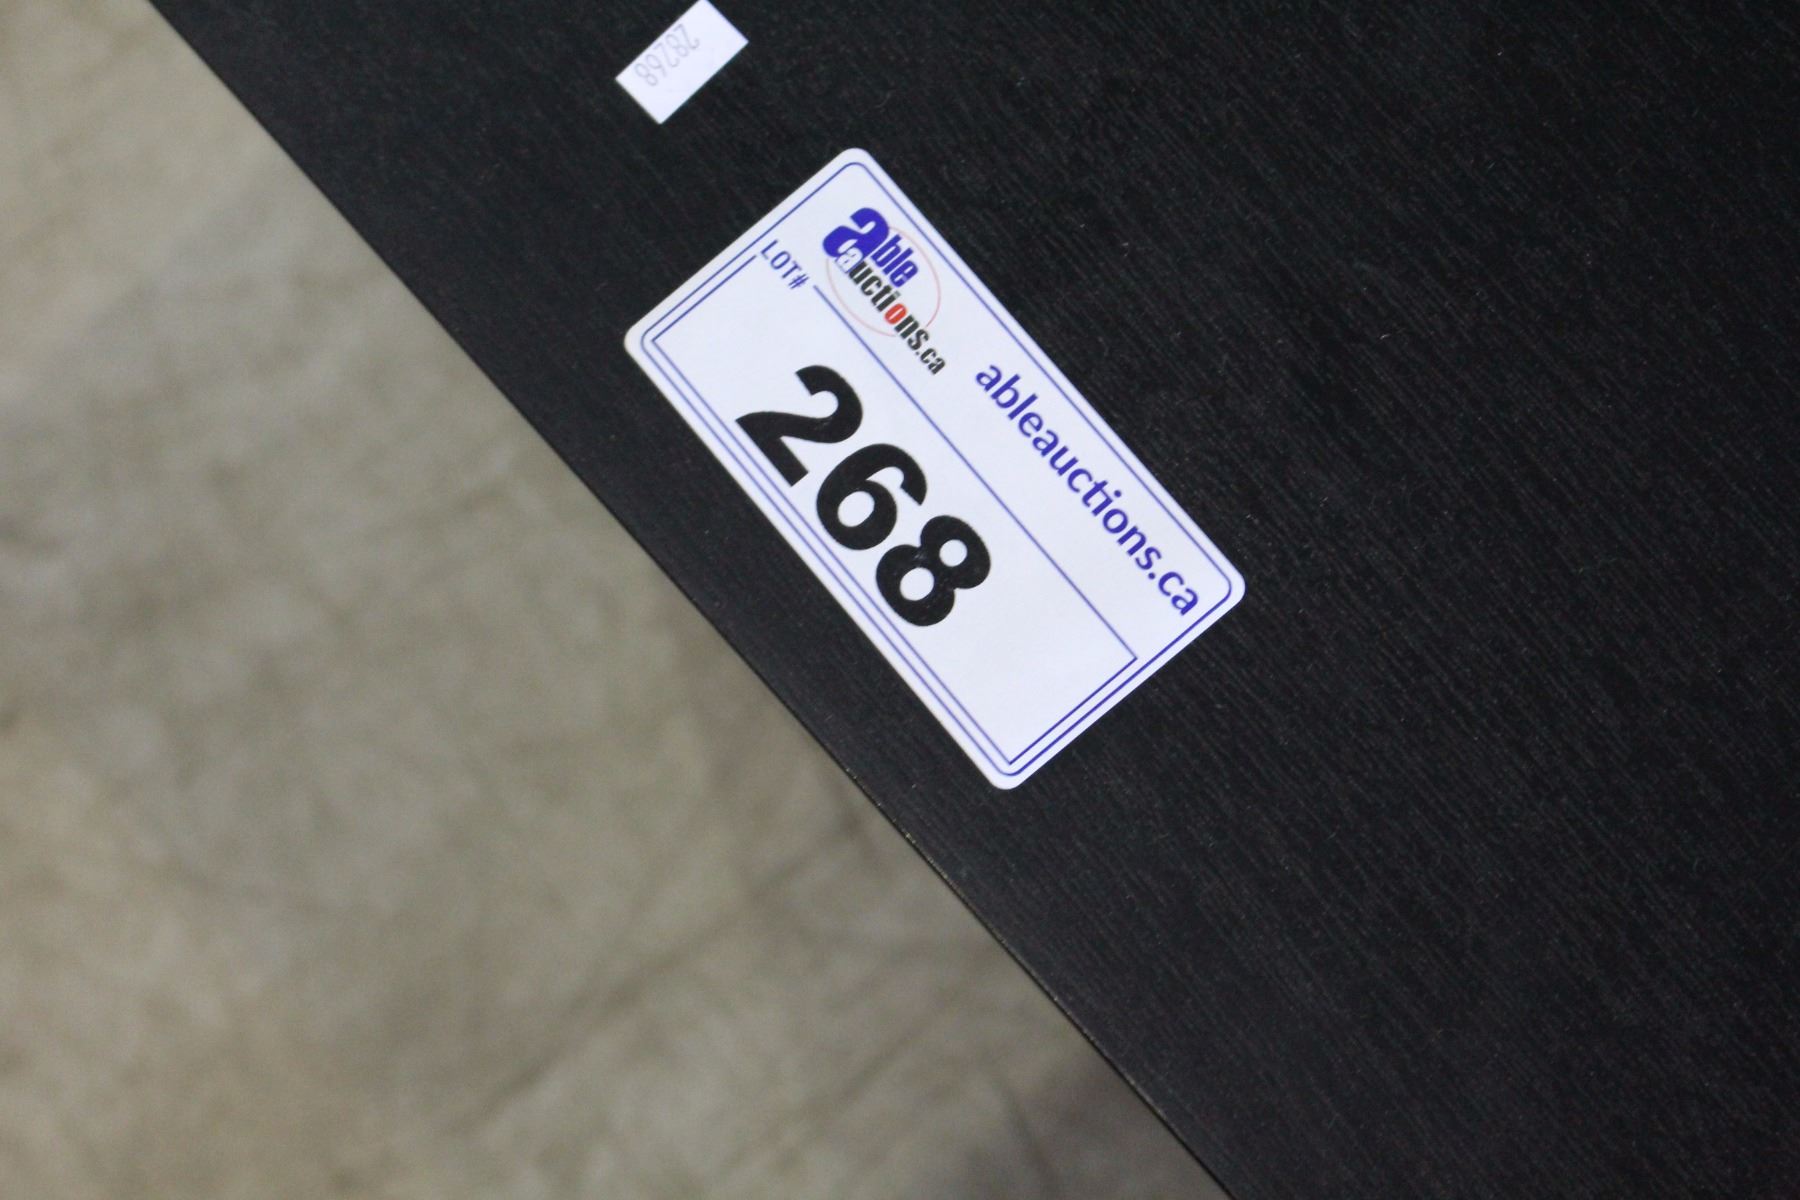 28268
able
auctions.ca
ableauctions.ca
LOT#
268